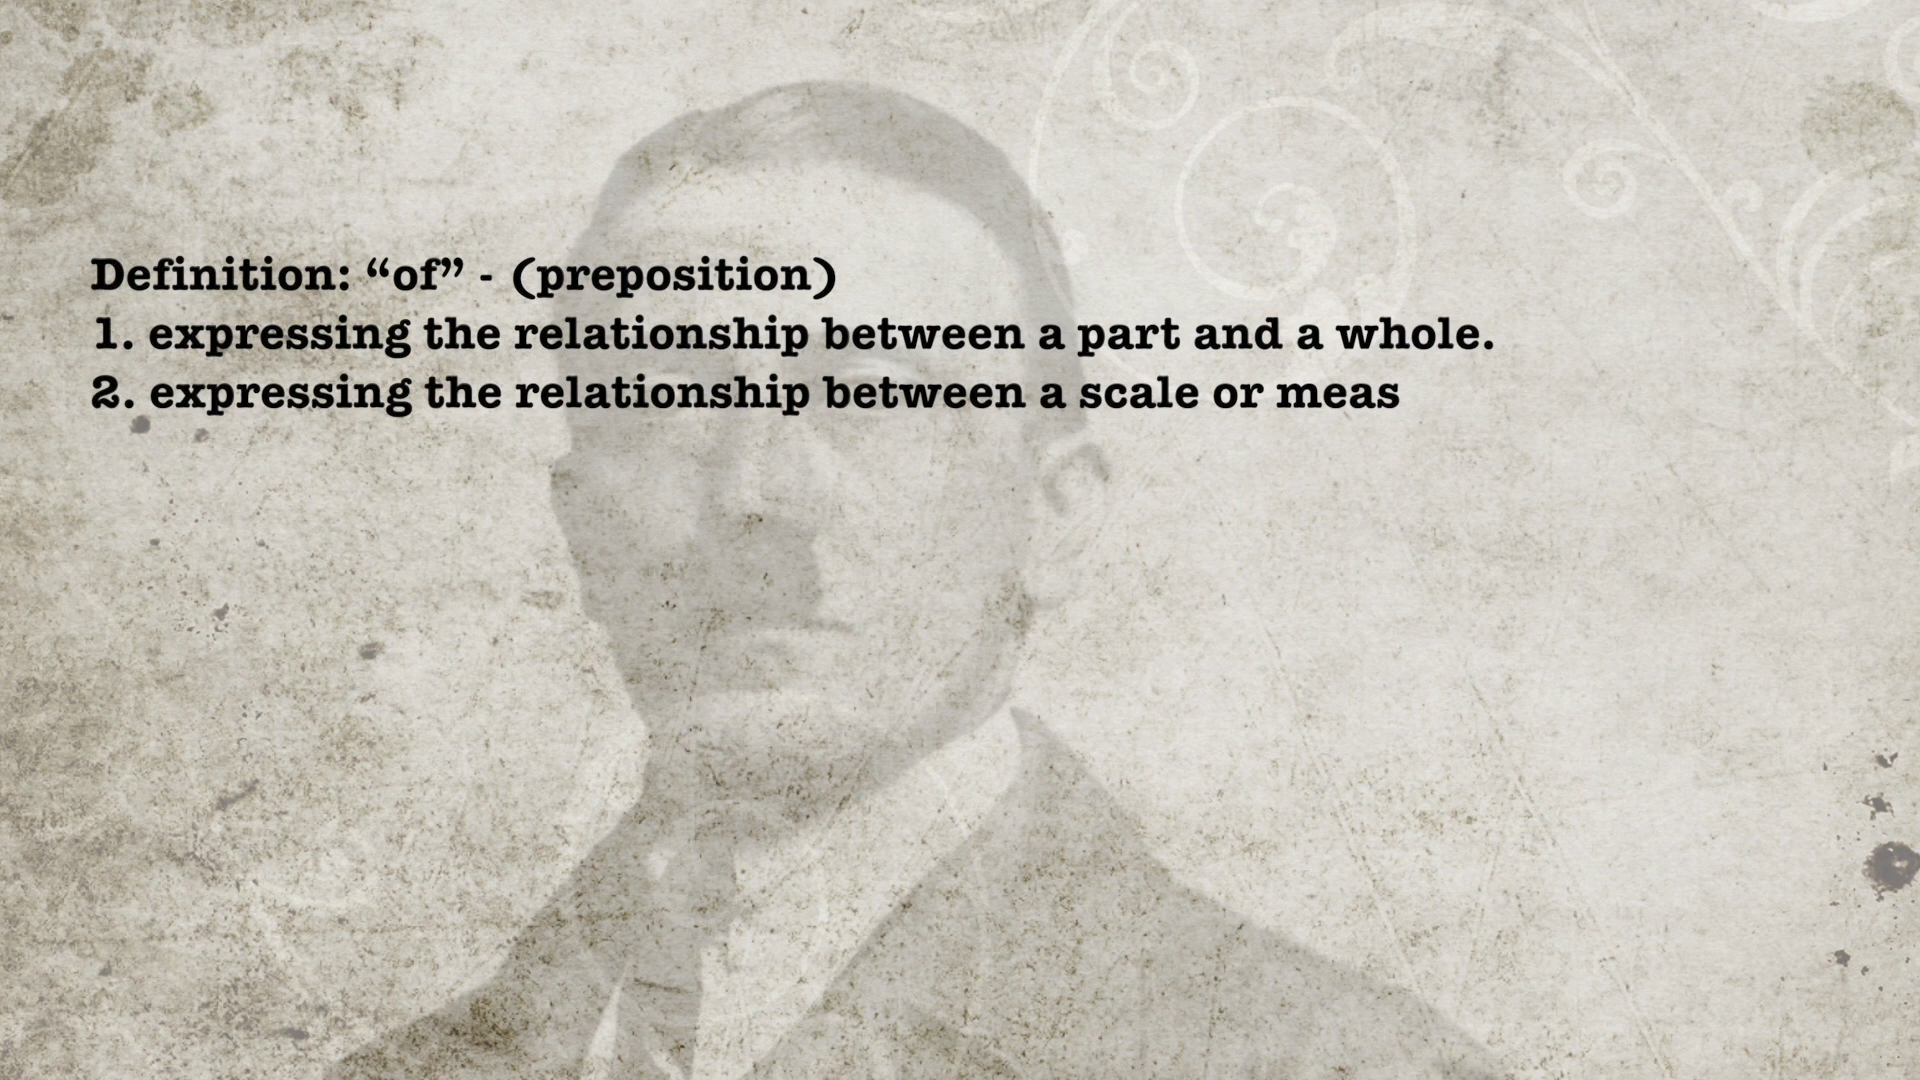 Definition: “of” - (preposition)
1. expressing the relationship between a part and a whole.
2. expressing the relationship between a scale or meas